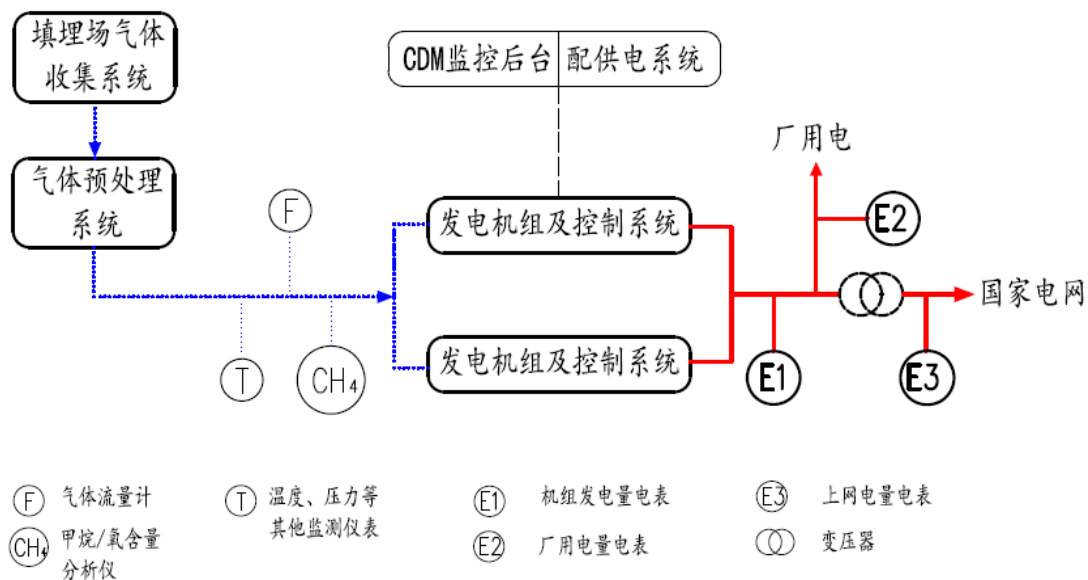 填埋场气体
收集系统
气体预处理
系统
CDM监控后台
配供电系统
厂用电
F
发电机组及控制系统
E2
国家电网
发电机组及控制系统
T
CH₄
E1
E3
F 气体流量计
CH₄ 甲烷/氧含量
分析仪
T 温度、压力等
其他监测仪表
E1 机组发电量电表
E2 厂用电量电表
E3 上网电量电表
变压器